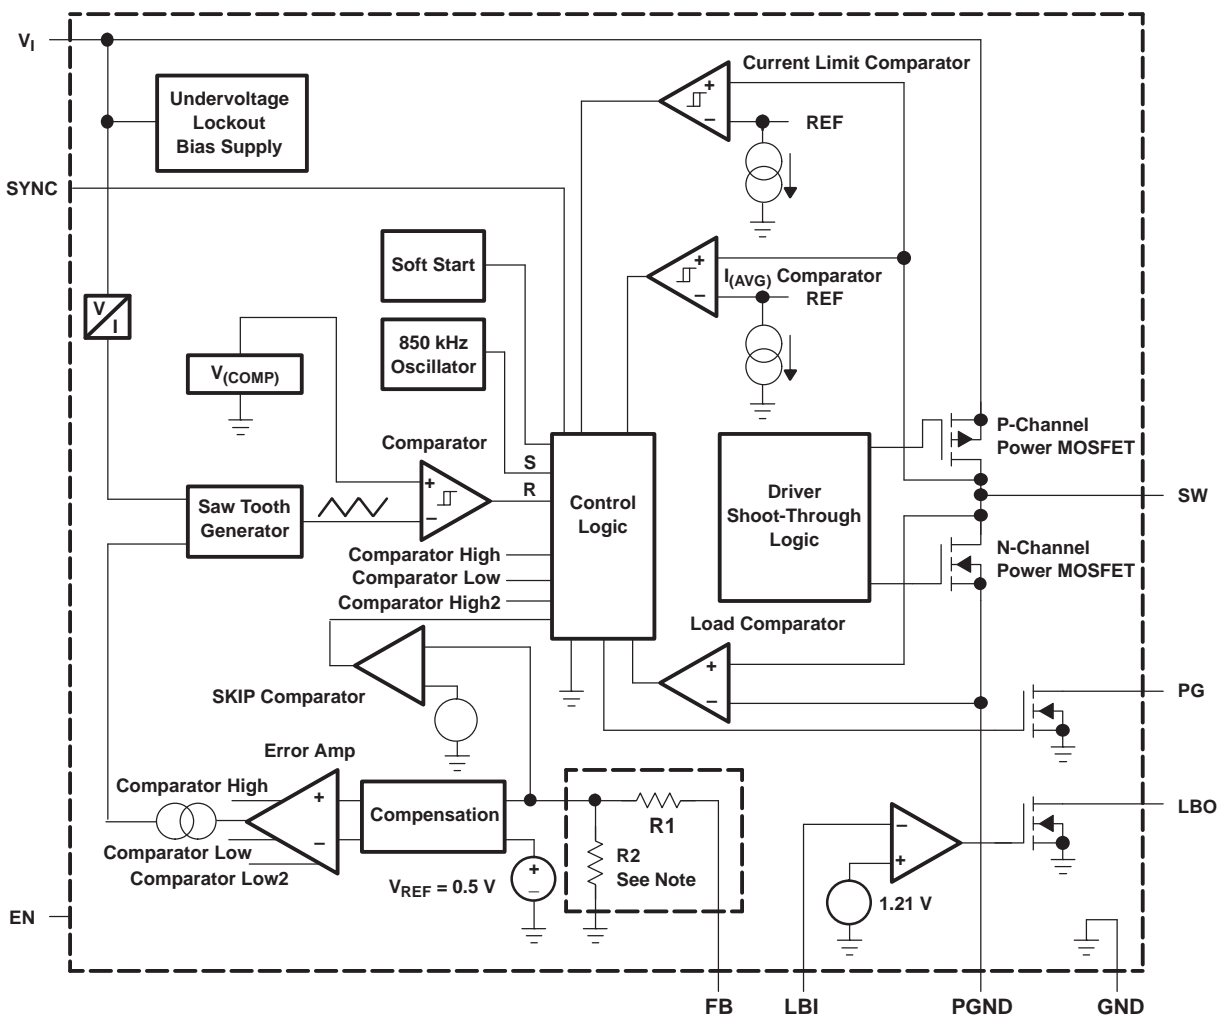 VI
Undervoltage
Lockout
Bias Supply
SYNC
Current Limit Comparator
+
−
REF
Soft Start
+
−
I(AVG) Comparator
REF
V
I
850 kHz
Oscillator
V(COMP)
Comparator
+
−
S
R
Saw Tooth
Generator
Control
Logic
Driver
Shoot-Through
Logic
P-Channel
Power MOSFET
SW
N-Channel
Power MOSFET
Comparator High
Comparator Low
Comparator High2
Load Comparator
+
−
SKIP Comparator
PG
Error Amp
Comparator High
+
−
Comparator Low
Comparator Low2
Compensation
VREF = 0.5 V
+
−
R1
R2
See Note
−
+
1.21 V
LBO
EN
FB
LBI
PGND
GND